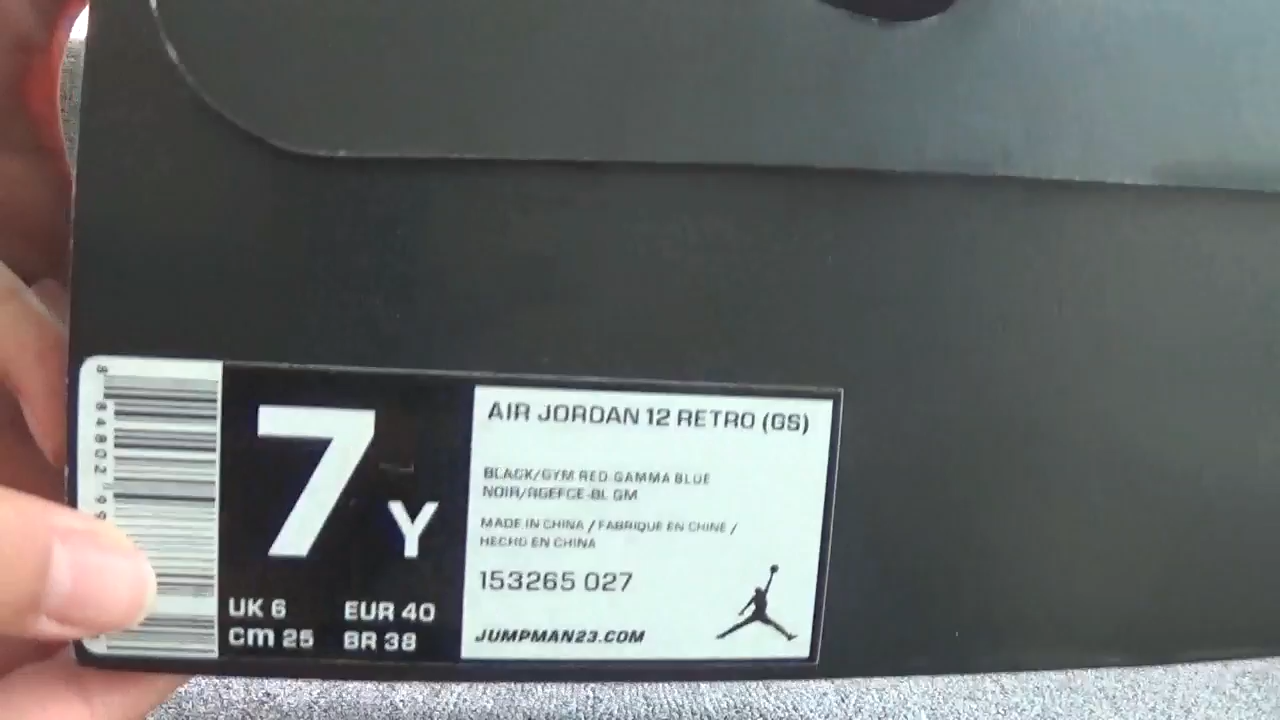 7 Y
UK 6 EUR 40
cm 25 BR 38
AIR JORDAN 12 RETRO (GS)
BLACK/GYM RED-GAMMA BLUE
NOIR/RGEFCE-BL GM
MADE IN CHINA / FABRIQUE EN CHINE /
HECHO EN CHINA
153265 027
JUMPMAN23.COM